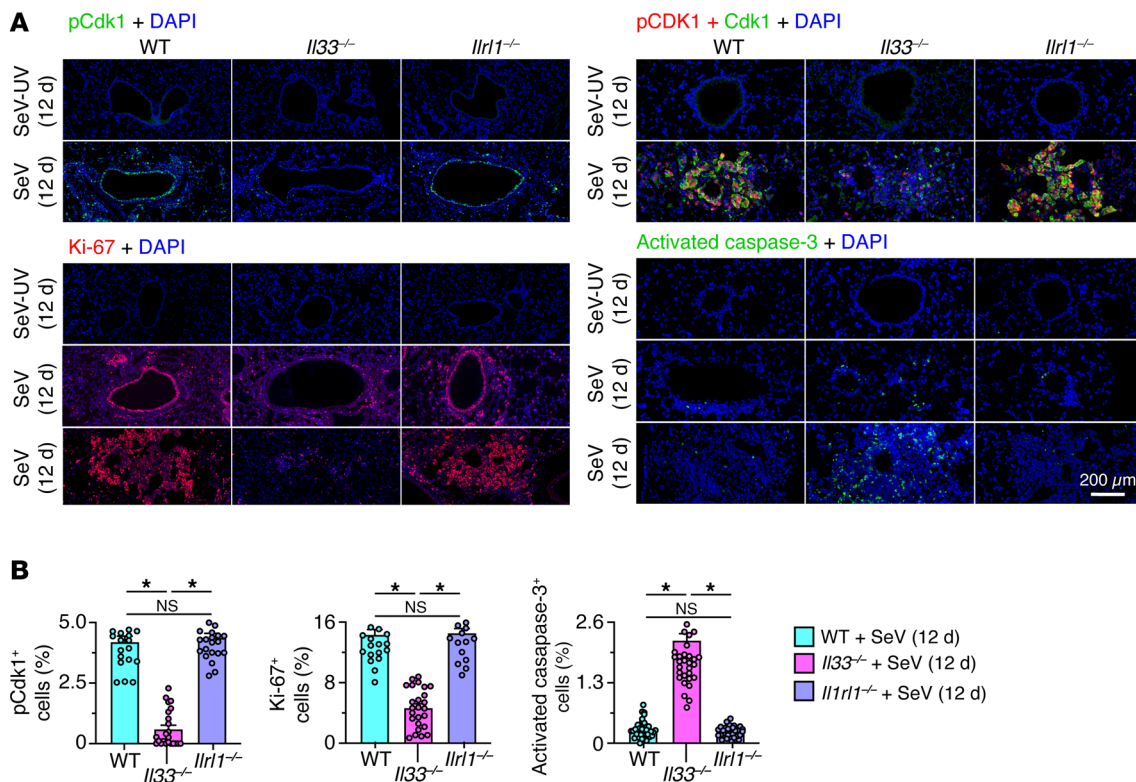 A
pCdk1 + DAPI
WT Il33–/– Ilrl1–/–
SeV-UV (12 d)
SeV (12 d)
pCDK1 + Cdk1 + DAPI
WT Il33–/– Ilrl1–/–
SeV-UV (12 d)
SeV (12 d)
Ki-67 + DAPI
SeV-UV (12 d)
SeV (12 d)
SeV (12 d)
Activated caspase-3 + DAPI
SeV-UV (12 d)
SeV (12 d)
SeV (12 d)
200 µm
B
pCdk1+ cells (%)
5.0
2.5
0
* *
NS
WT Il33–/– Ilrl1–/–
Ki-67+ cells (%)
16
12
8
4
0
* *
NS
WT Il33–/– Ilrl1–/–
Activated casapase-3+ cells (%)
2.6
1.3
0
* *
NS
WT Il33–/– Ilrl1–/–
WT + SeV (12 d)
Il33–/– + SeV (12 d)
Il1rl1–/– + SeV (12 d)